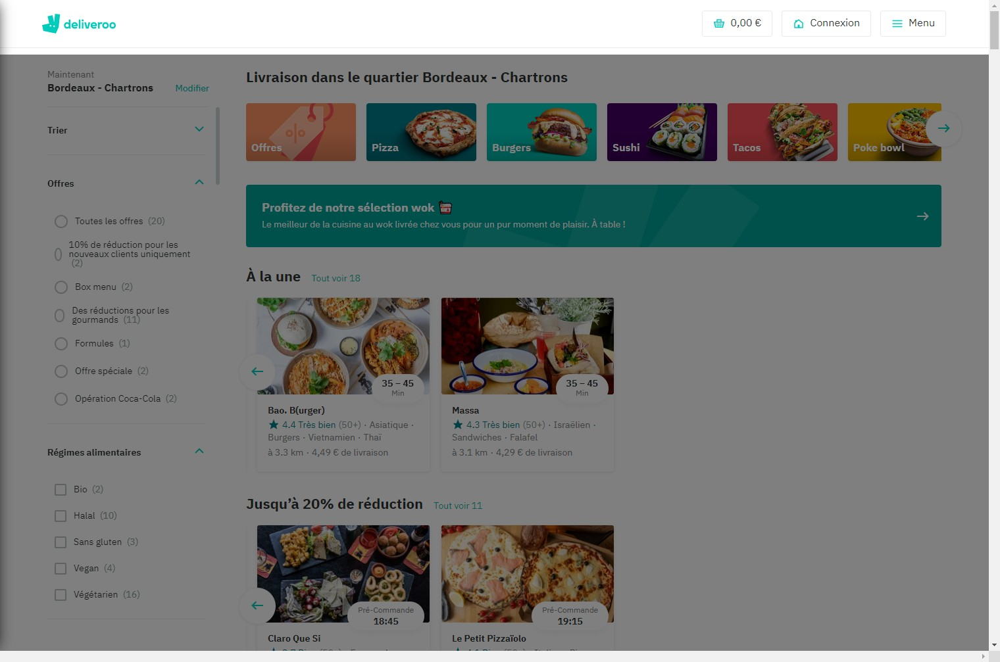 deliveroo
0,00 €
Connexion
Menu
Maintenant
Bordeaux - Chartrons
Modifier
Trier
Offres
Toutes les offres (20)
10% de réduction pour les
nouveaux clients uniquement
(2)
Box menu (2)
Des réductions pour les
gourmands (11)
Formules (1)
Offre spéciale (2)
Opération Coca-Cola (2)
Régimes alimentaires
Bio (2)
Halal (10)
Sans gluten (3)
Vegan (4)
Végétarien (16)
Livraison dans le quartier Bordeaux - Chartrons
Offres
Pizza
Burgers
Sushi
Tacos
Poke bowl
Profitez de notre sélection wok
Le meilleur de la cuisine au wok livrée chez vous pour un pur moment de plaisir. À table !
À la une
Tout voir 18
35 – 45
Min
Bao. B(urger)
4.4 Très bien (50+) · Asiatique ·
Burgers · Vietnamien · Thaï
à 3.3 km · 4,49 € de livraison
35 – 45
Min
Massa
4.3 Très bien (50+) · Israélien ·
Sandwiches · Falafel
à 3.1 km · 4,29 € de livraison
Jusqu’à 20% de réduction
Tout voir 11
Pré-Commande
18:45
Claro Que Si
Pré-Commande
19:15
Le Petit Pizzaïolo